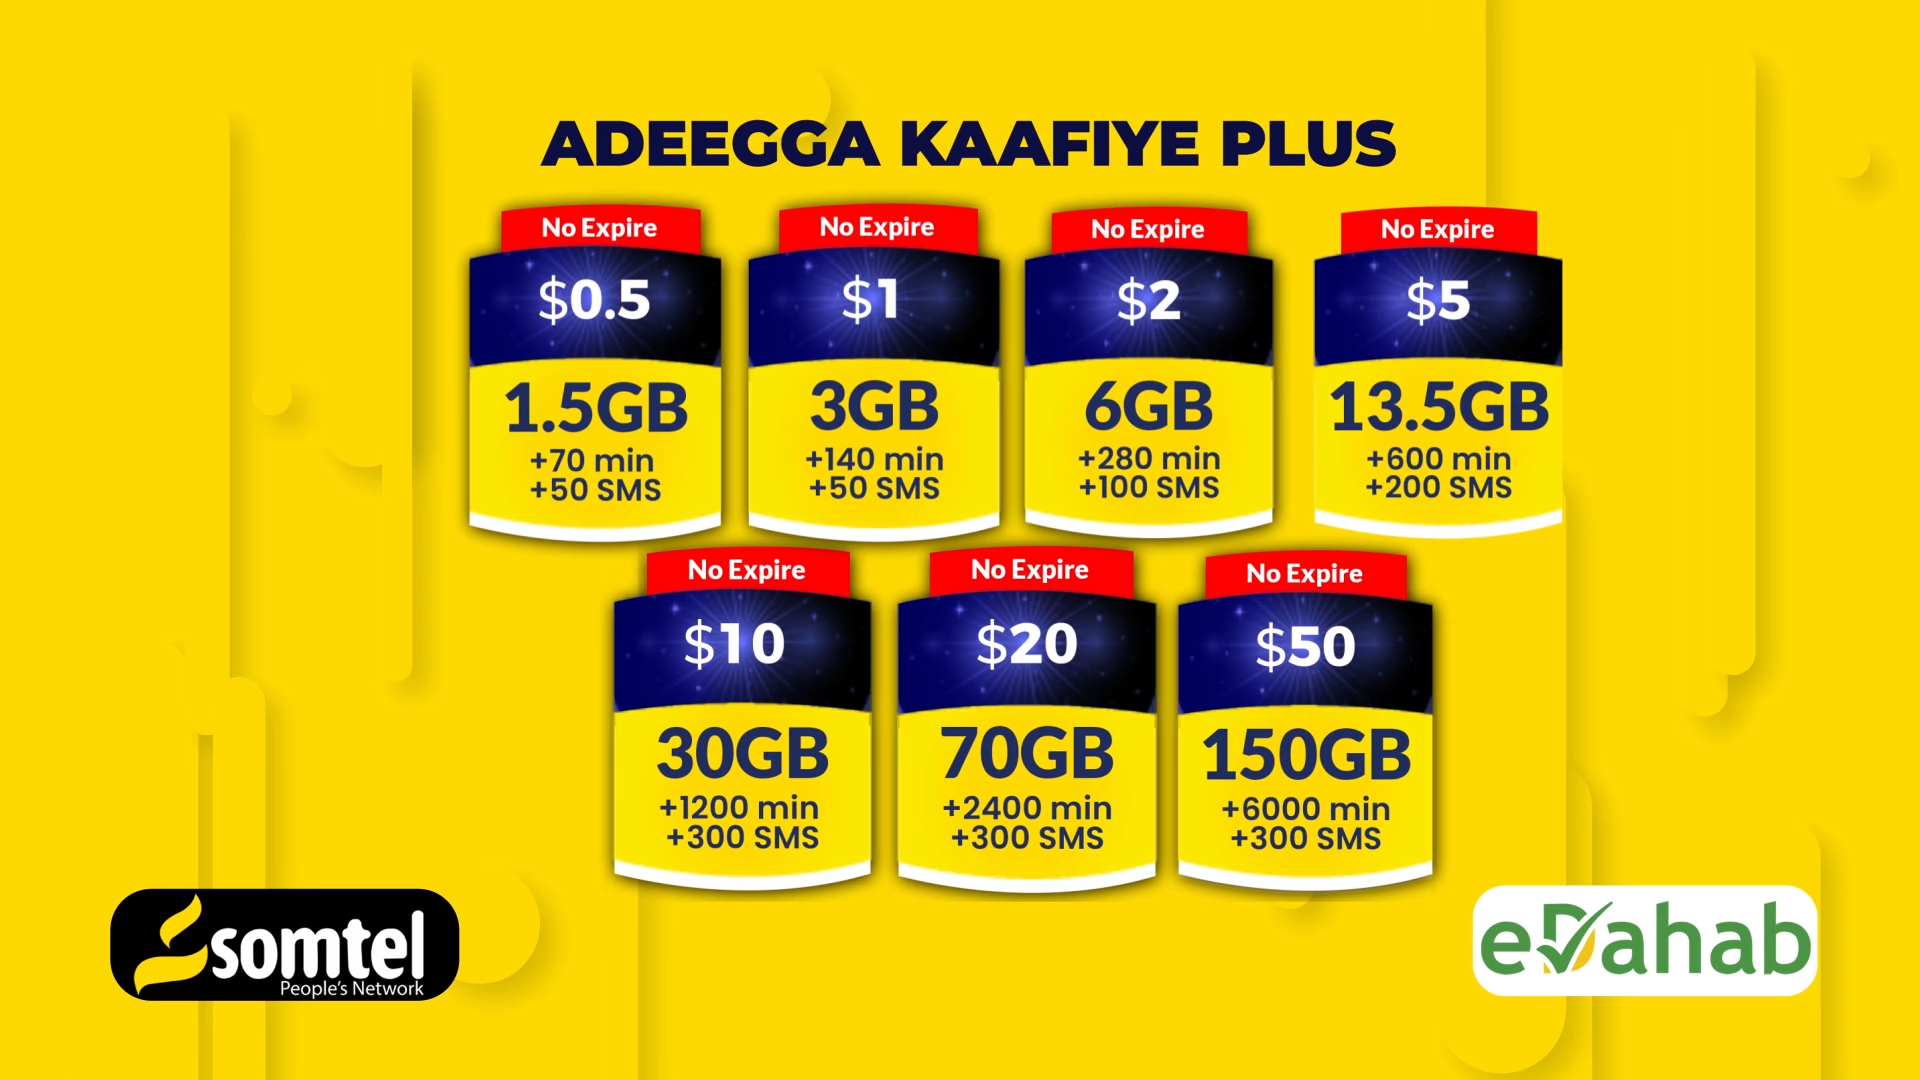 ADEEGGA KAAFIYE PLUS
No Expire
$0.5
1.5GB
+70 min
+50 SMS
No Expire
$1
3GB
+140 min
+50 SMS
No Expire
$2
6GB
+280 min
+100 SMS
No Expire
$5
13.5GB
+600 min
+200 SMS
No Expire
$10
30GB
+1200 min
+300 SMS
No Expire
$20
70GB
+2400 min
+300 SMS
No Expire
$50
150GB
+6000 min
+300 SMS
somtel
People's Network
eDahab